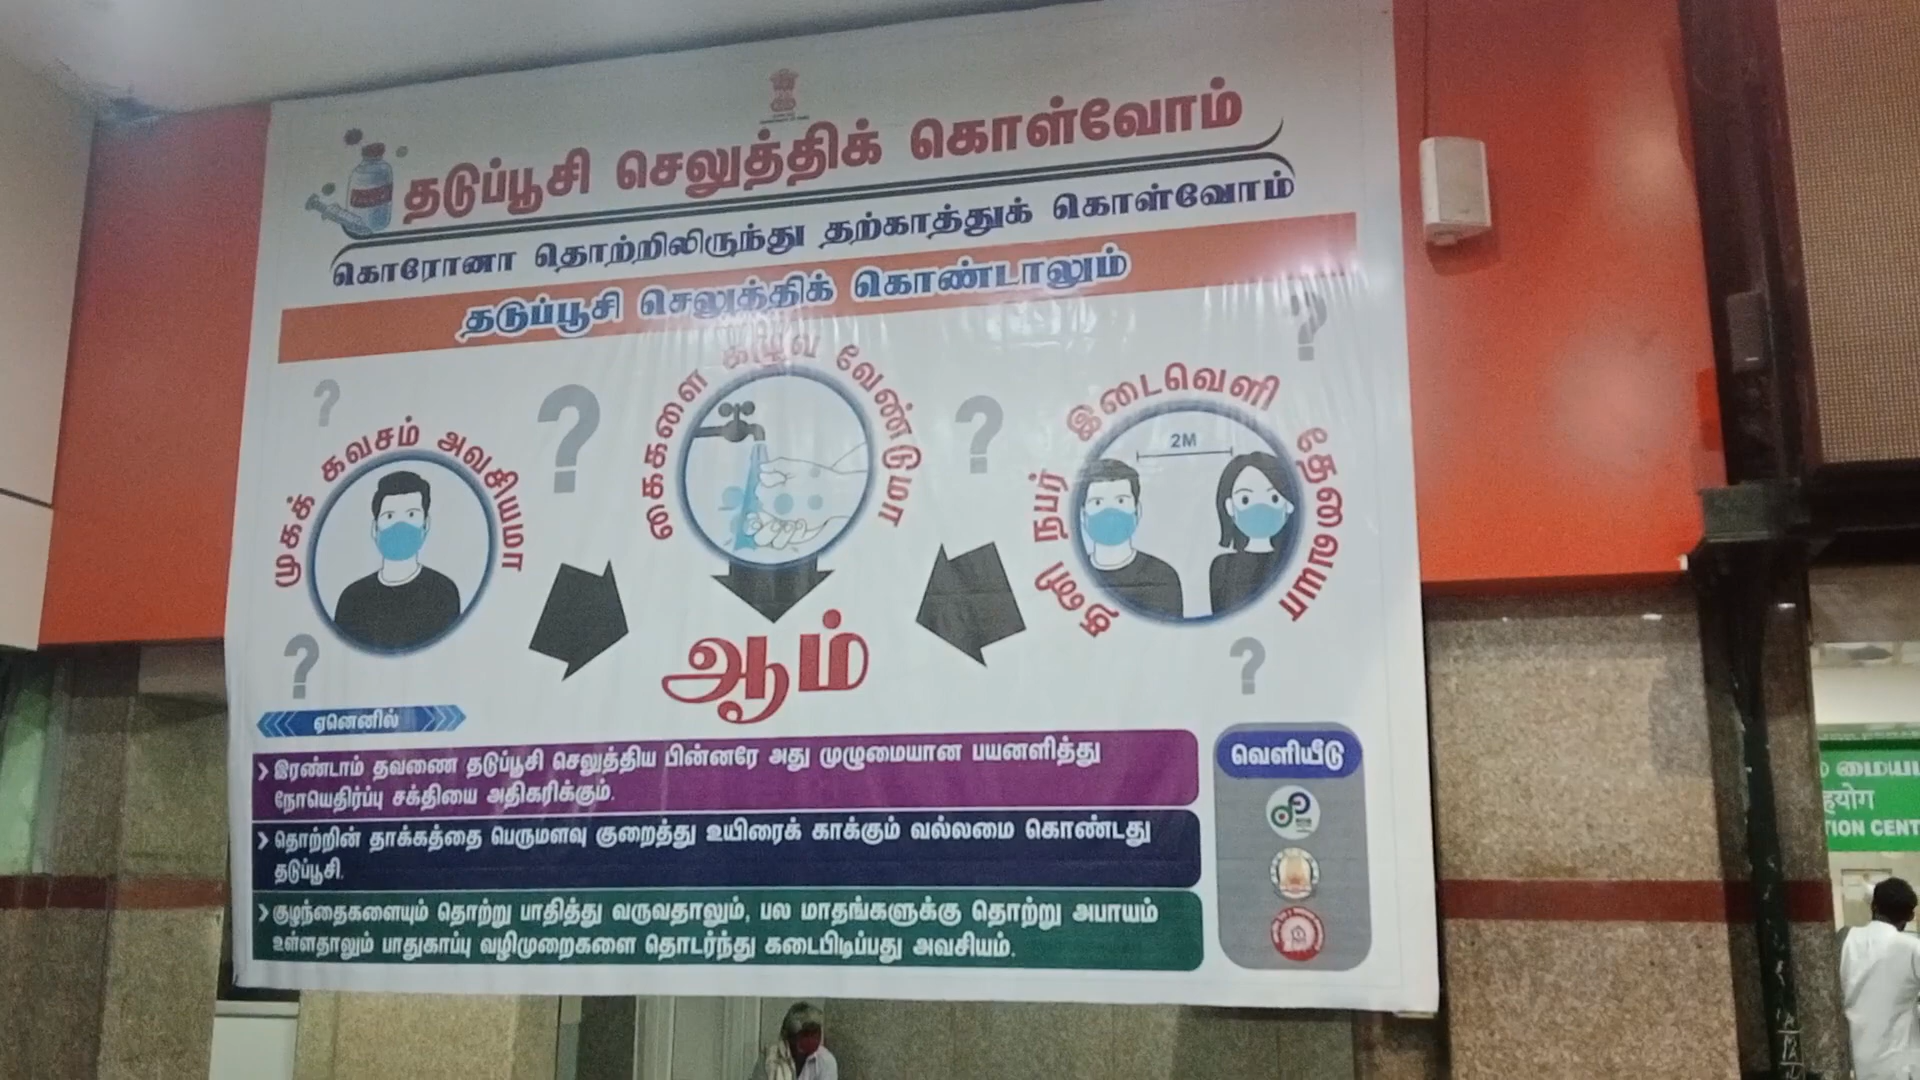 தடுப்பூசி செலுத்திக் கொள்வோம்
கொரோனா தொற்றிலிருந்து தற்காத்துக் கொள்வோம்
தடுப்பூசி செலுத்திக் கொண்டாலும்
முகக் கவசம் அவசியமா
?
கைகளை கழுவ வேண்டுமா
?
தனி நபர் இடைவெளி தேவையா
?
2M
?
?
?
ஆம்
ஏனெனில்
இரண்டாம் தவணை தடுப்பூசி செலுத்திய பின்னரே அது முழுமையான பயனளித்து
நோயெதிர்ப்பு சக்தியை அதிகரிக்கும்.
தொற்றின் தாக்கத்தை பெருமளவு குறைத்து உயிரைக் காக்கும் வல்லமை கொண்டது
தடுப்பூசி.
குழந்தைகளையும் தொற்று பாதித்து வருவதாலும், பல மாதங்களுக்கு தொற்று அபாயம்
உள்ளதாலும் பாதுகாப்பு வழிமுறைகளை தொடர்ந்து கடைபிடிப்பது அவசியம்.
வெளியீடு